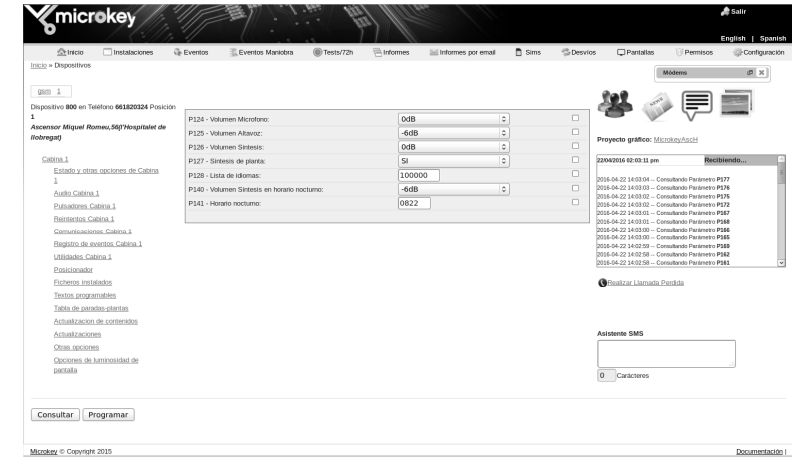 microkey
Salir
English | Spanish
Inicio
Instalaciones
Eventos
Eventos Maniobra
Tests/72h
Informes
Informes por email
Sims
Desvíos
Pantallas
Permisos
Configuración
Inicio » Dispositivos
Módems
gsm 1
Dispositivo 800 en Teléfono 661820324 Posición
1
Ascensor Miquel Romeu,56(l'Hospitalet de
llobregat)
Cabina 1
Estado y otras opciones de Cabina
1
Audio Cabina 1
Pulsadores Cabina 1
Reintentos Cabina 1
Comunicaciones Cabina 1
Registro de eventos Cabina 1
Utilidades Cabina 1
Posicionador
Ficheros instalados
Textos programables
Tabla de paradas-plantas
Actualizacion de contenidos
Actualizaciones
Otras opciones
Opciones de luminosidad de
pantalla
P124 - Volumen Microfono: 0dB
P125 - Volumen Altavoz: -6dB
P126 - Volumen Sintesis: 0dB
P127 - Sintesis de planta: SI
P128 - Lista de idiomas: 100000
P140 - Volumen Sintesis en horario nocturno: -6dB
P141 - Horario nocturno: 0822
NEWS
Proyecto gráfico: MicrokeyAscH
22/04/2016 02:03:11 pm Recibiendo...
2016-04-22 14:03:04 -- Consultando Parámetro P177
2016-04-22 14:03:03 -- Consultando Parámetro P176
2016-04-22 14:03:02 -- Consultando Parámetro P175
2016-04-22 14:03:02 -- Consultando Parámetro P172
2016-04-22 14:03:01 -- Consultando Parámetro P167
2016-04-22 14:03:01 -- Consultando Parámetro P168
2016-04-22 14:03:00 -- Consultando Parámetro P166
2016-04-22 14:03:00 -- Consultando Parámetro P165
2016-04-22 14:02:59 -- Consultando Parámetro P169
2016-04-22 14:02:58 -- Consultando Parámetro P162
2016-04-22 14:02:58 -- Consultando Parámetro P161
Realizar Llamada Perdida
Asistente SMS
0 Carácteres
Consultar Programar
Microkey © Copyright 2015
Documentación |